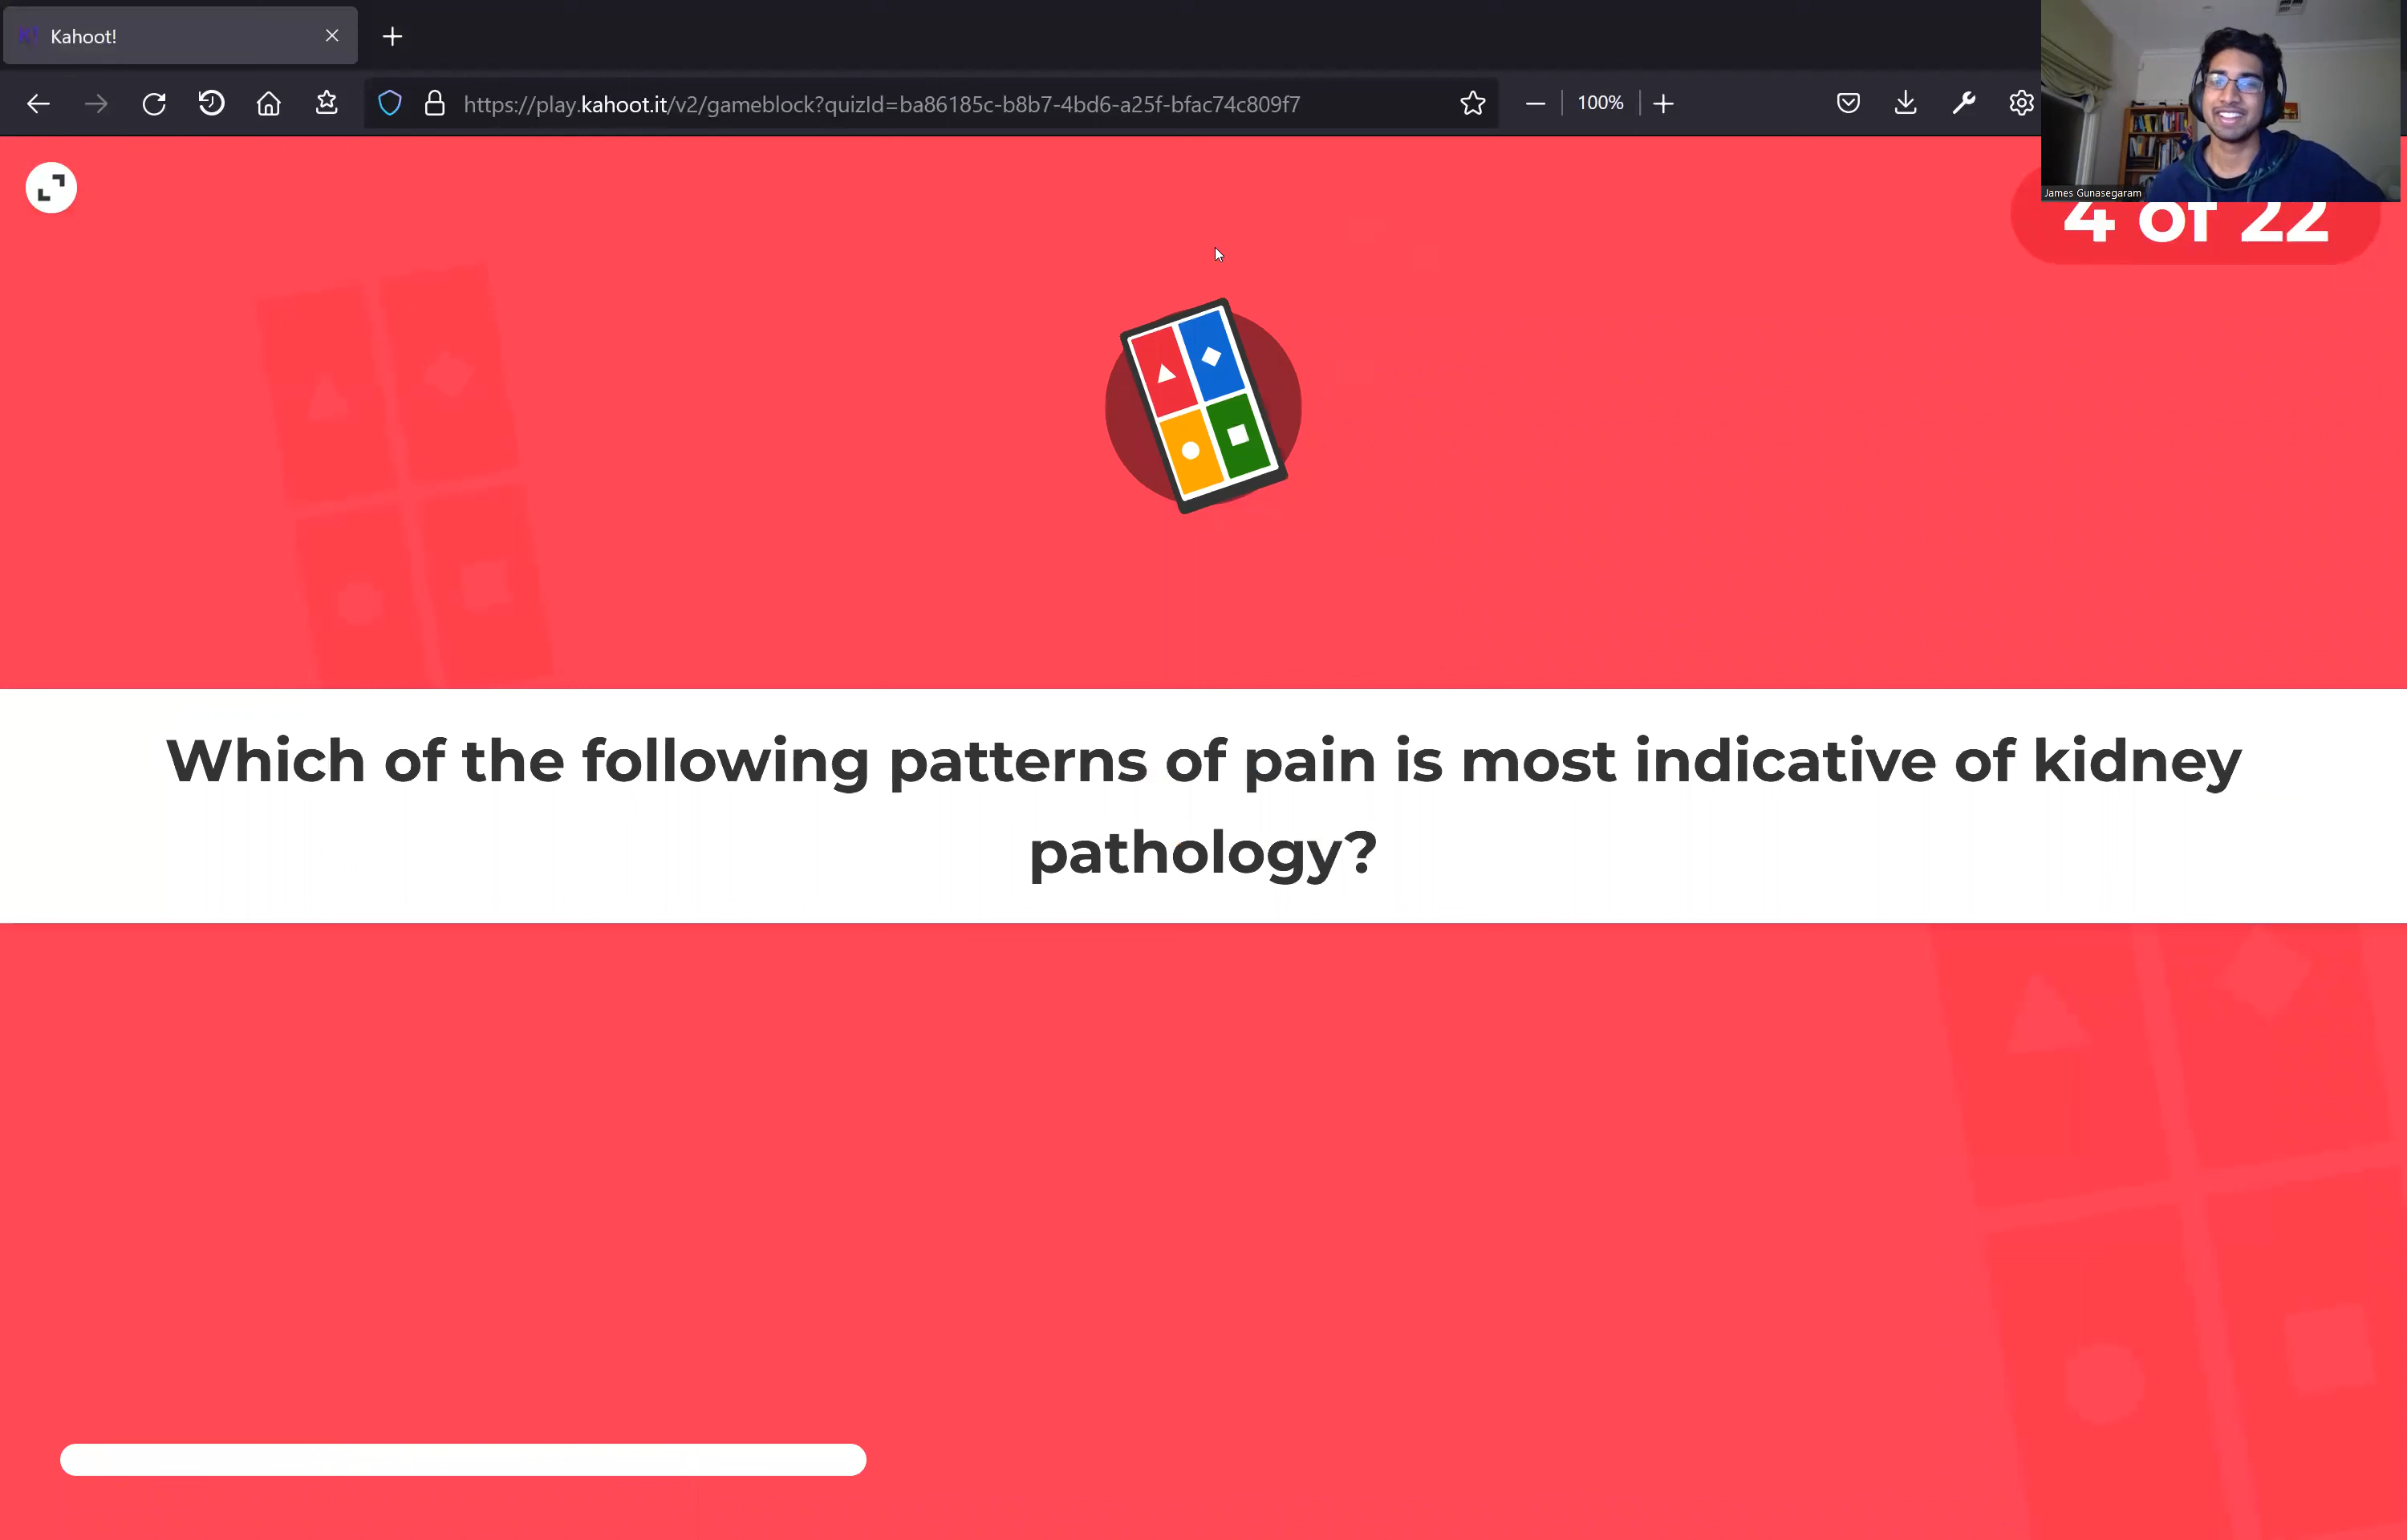 Kahoot!
https://play.kahoot.it/v2/gameblock?quizId=ba86185c-b8b7-4bd6-a25f-bfac74c809f7
100%
James Gunasegaram
4 of 22
Which of the following patterns of pain is most indicative of kidney
pathology?